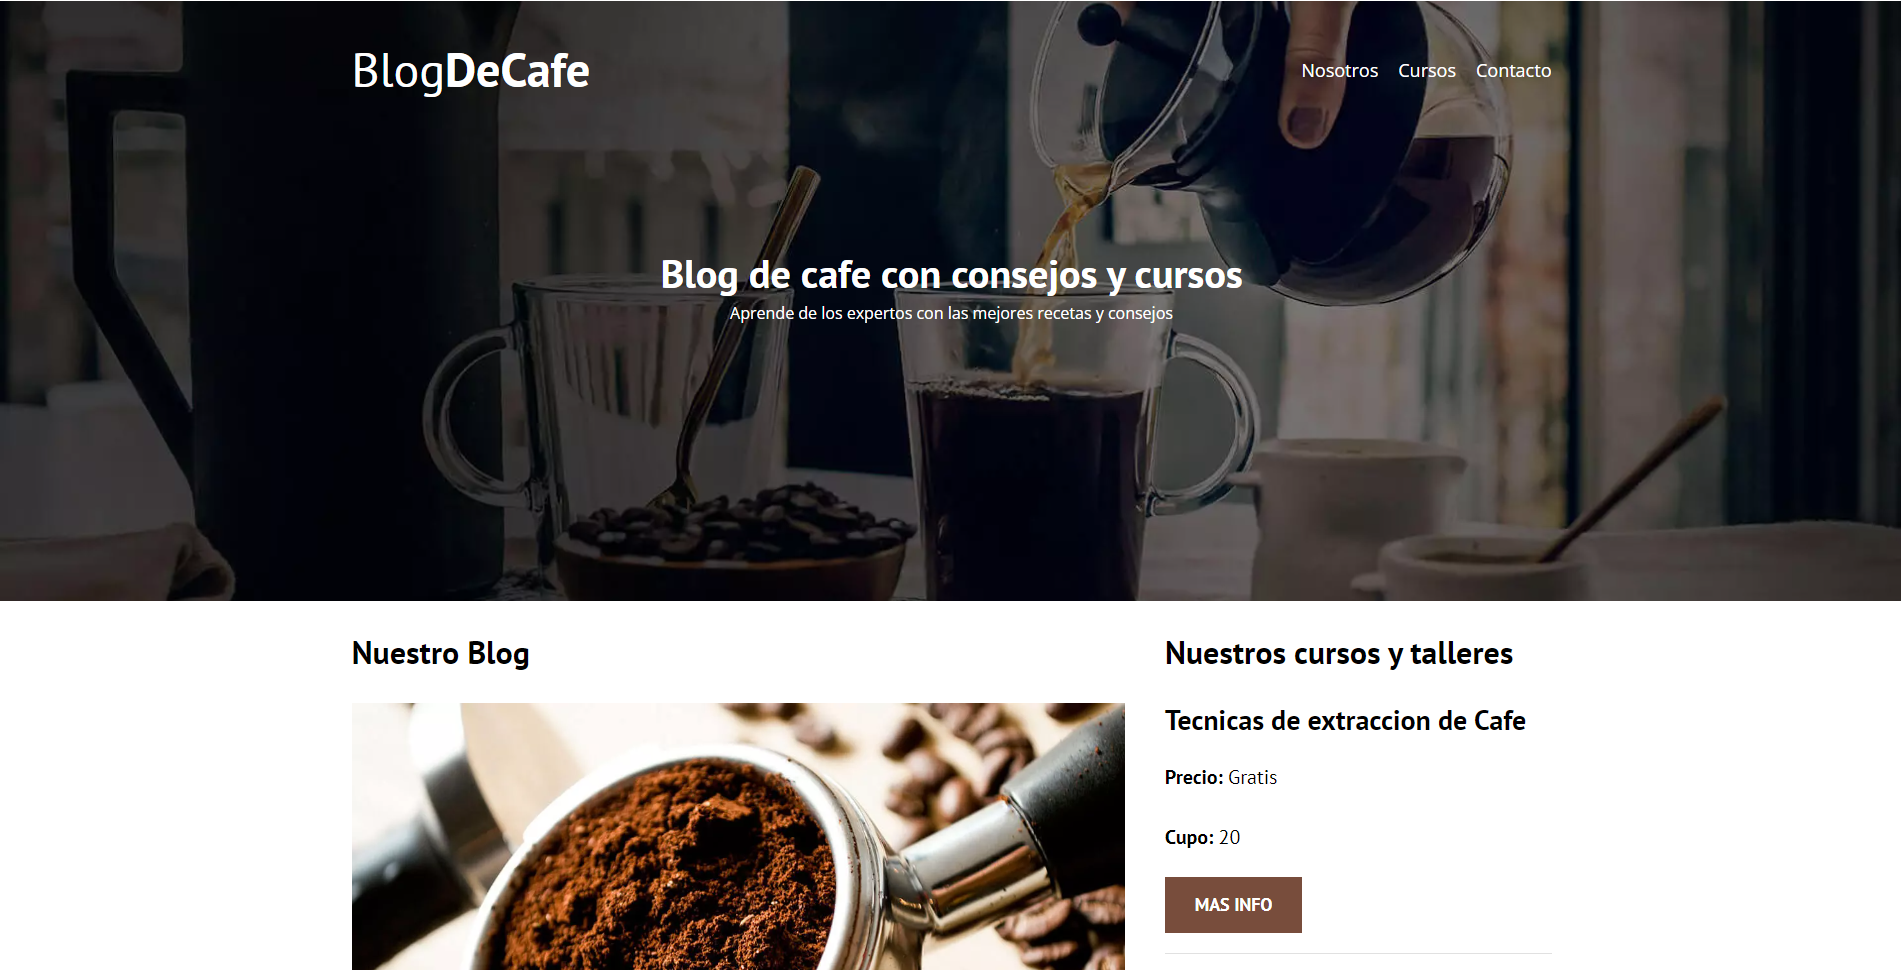 BlogDeCafe
Nosotros Cursos Contacto
Blog de cafe con consejos y cursos
Aprende de los expertos con las mejores recetas y consejos
Nuestro Blog
Nuestros cursos y talleres
Tecnicas de extraccion de Cafe
Precio: Gratis
Cupo: 20
MAS INFO